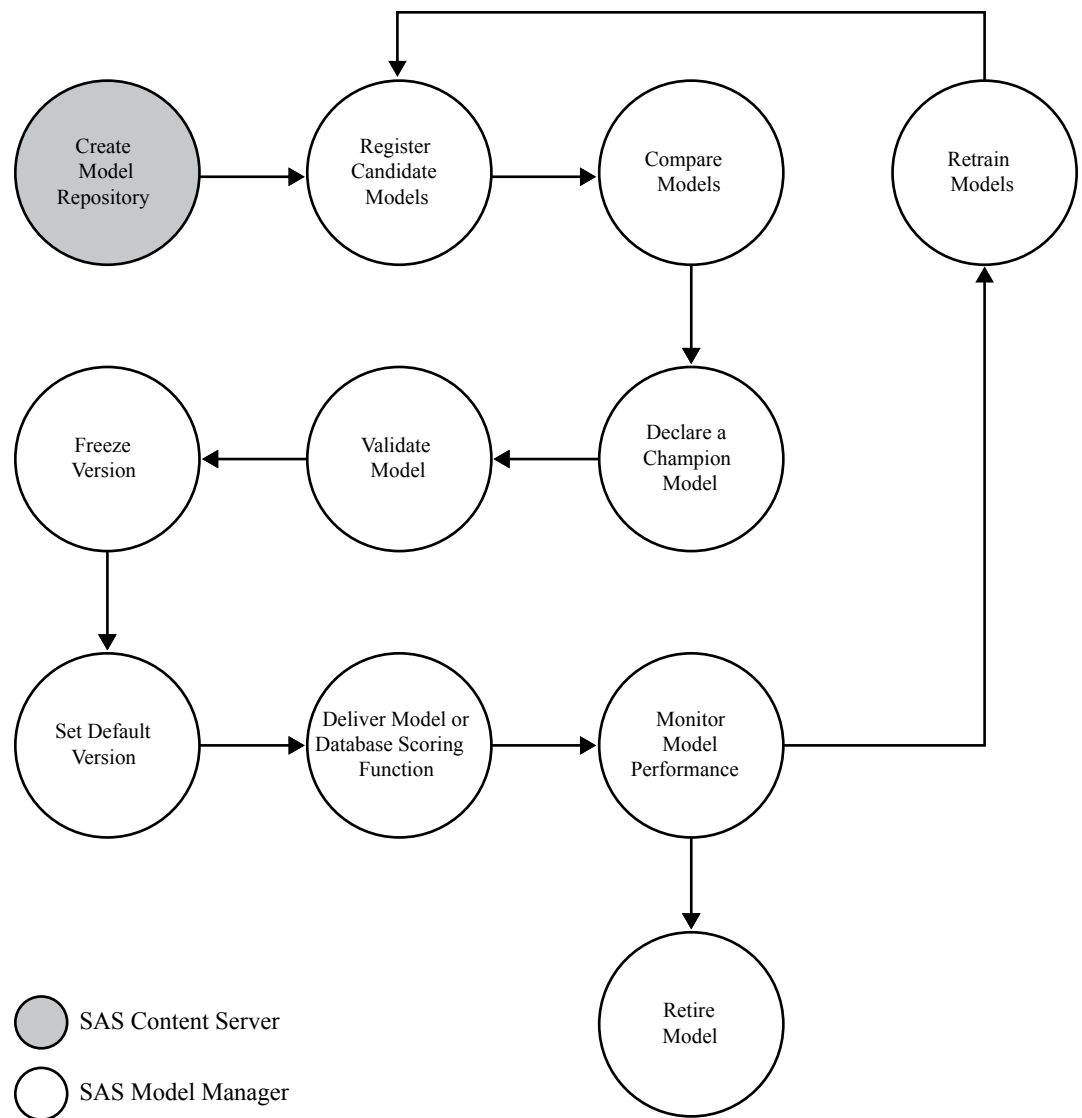 Create
Model
Repository
Register
Candidate
Models
Compare
Models
Retrain
Models
Freeze
Version
Validate
Model
Declare a
Champion
Model
Set Default
Version
Deliver Model or
Database Scoring
Function
Monitor
Model
Performance
Retire
Model
SAS Content Server
SAS Model Manager